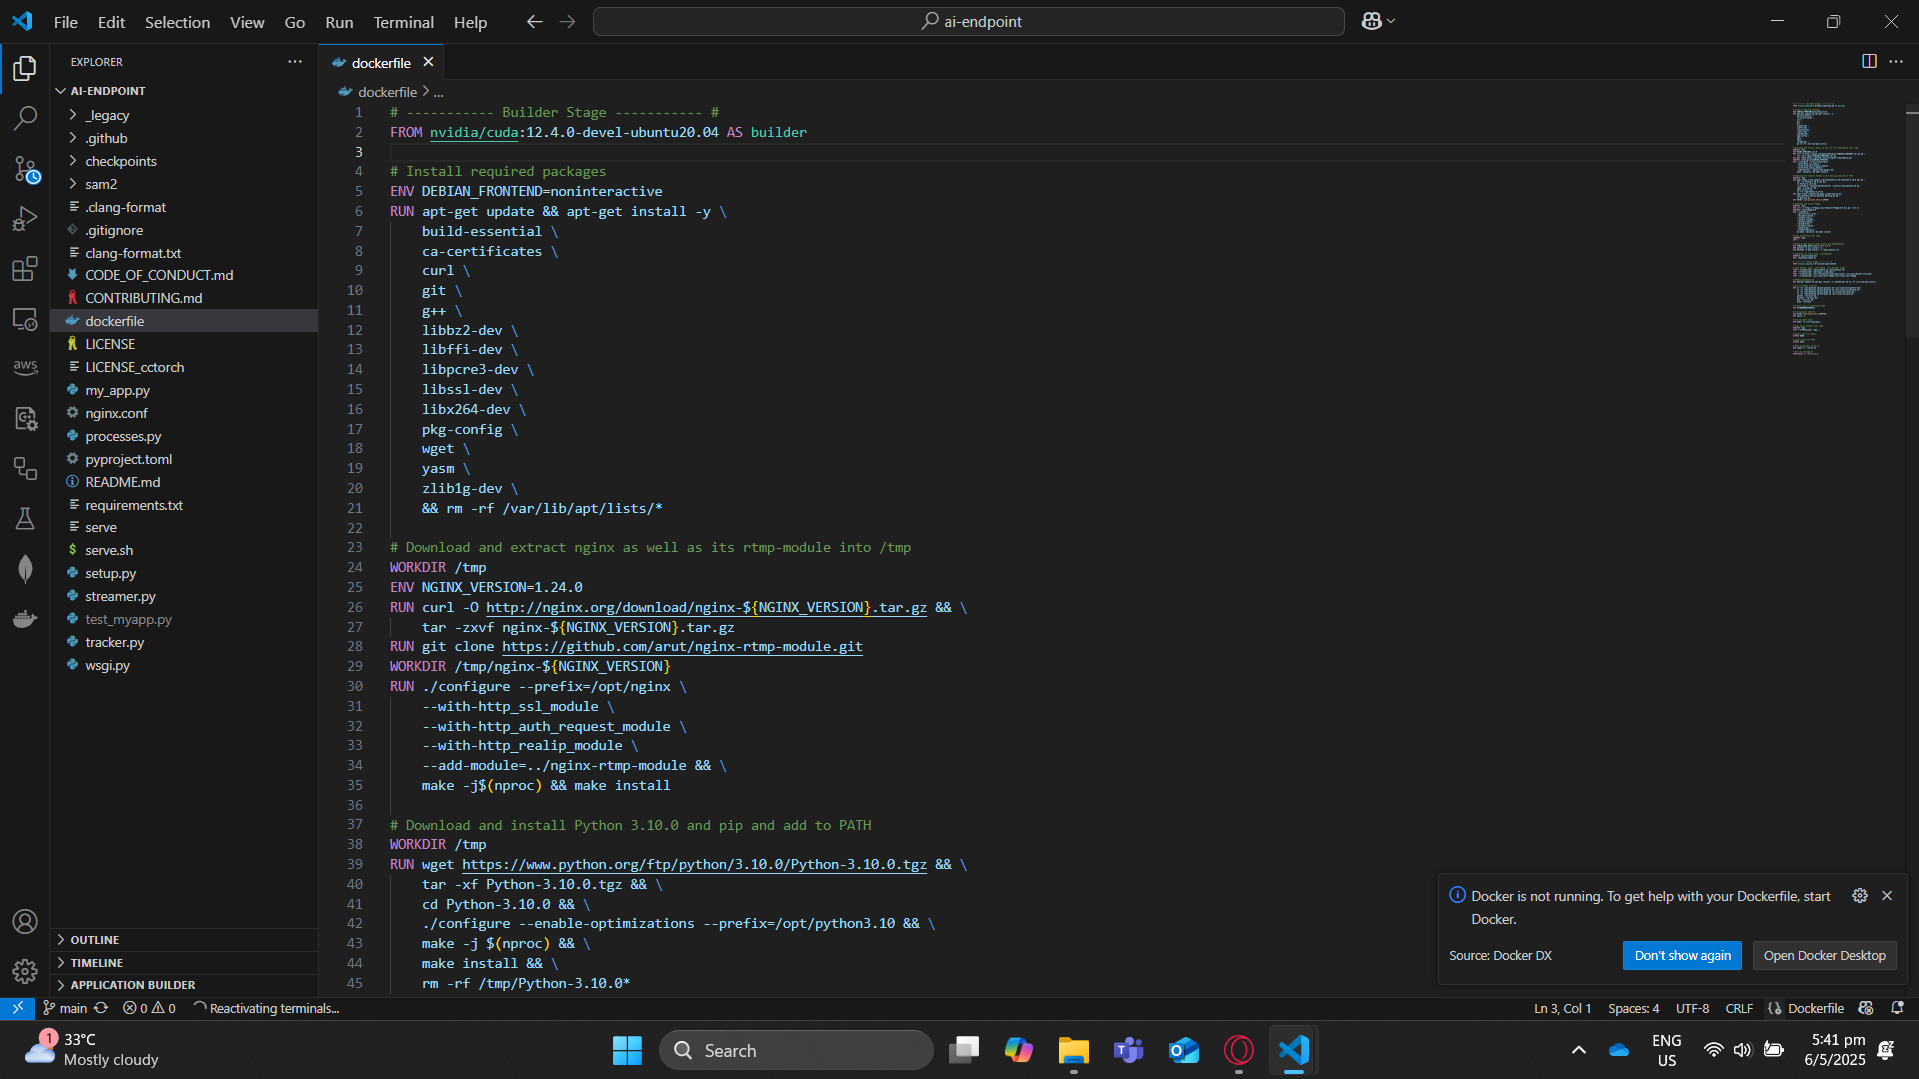 File Edit Selection View Go Run Terminal Help
ai-endpoint
EXPLORER
AI-ENDPOINT
_legacy
.github
checkpoints
sam2
.clang-format
.gitignore
clang-format.txt
CODE_OF_CONDUCT.md
CONTRIBUTING.md
dockerfile
LICENSE
LICENSE_cctorch
my_app.py
nginx.conf
processes.py
pyproject.toml
README.md
requirements.txt
serve
serve.sh
setup.py
streamer.py
test_myapp.py
tracker.py
wsgi.py
OUTLINE
TIMELINE
APPLICATION BUILDER
aws
dockerfile
dockerfile > ...
1 # ----------- Builder Stage ----------- #
2 FROM nvidia/cuda:12.4.0-devel-ubuntu20.04 AS builder
3
4 # Install required packages
5 ENV DEBIAN_FRONTEND=noninteractive
6 RUN apt-get update && apt-get install -y \
7 build-essential \
8 ca-certificates \
9 curl \
10 git \
11 g++ \
12 libbz2-dev \
13 libffi-dev \
14 libpcre3-dev \
15 libssl-dev \
16 libx264-dev \
17 pkg-config \
18 wget \
19 yasm \
20 zlib1g-dev \
21 && rm -rf /var/lib/apt/lists/*
22
23 # Download and extract nginx as well as its rtmp-module into /tmp
24 WORKDIR /tmp
25 ENV NGINX_VERSION=1.24.0
26 RUN curl -O http://nginx.org/download/nginx-${NGINX_VERSION}.tar.gz && \
27 tar -zxvf nginx-${NGINX_VERSION}.tar.gz
28 RUN git clone https://github.com/arut/nginx-rtmp-module.git
29 WORKDIR /tmp/nginx-${NGINX_VERSION}
30 RUN ./configure --prefix=/opt/nginx \
31 --with-http_ssl_module \
32 --with-http_auth_request_module \
33 --with-http_realip_module \
34 --add-module=../nginx-rtmp-module && \
35 make -j$(nproc) && make install
36
37 # Download and install Python 3.10.0 and pip and add to PATH
38 WORKDIR /tmp
39 RUN wget https://www.python.org/ftp/python/3.10.0/Python-3.10.0.tgz && \
40 tar -xf Python-3.10.0.tgz && \
41 cd Python-3.10.0 && \
42 ./configure --enable-optimizations --prefix=/opt/python3.10 && \
43 make -j $(nproc) && \
44 make install && \
45 rm -rf /tmp/Python-3.10.0*
Docker is not running. To get help with your Dockerfile, start
Docker.
Source: Docker DX
Don't show again
Open Docker Desktop
main 0 0 Reactivating terminals...
Ln 3, Col 1 Spaces: 4 UTF-8 CRLF Dockerfile
1
33°C
Mostly cloudy
Search
ENG
US
5:41 pm
6/5/2025